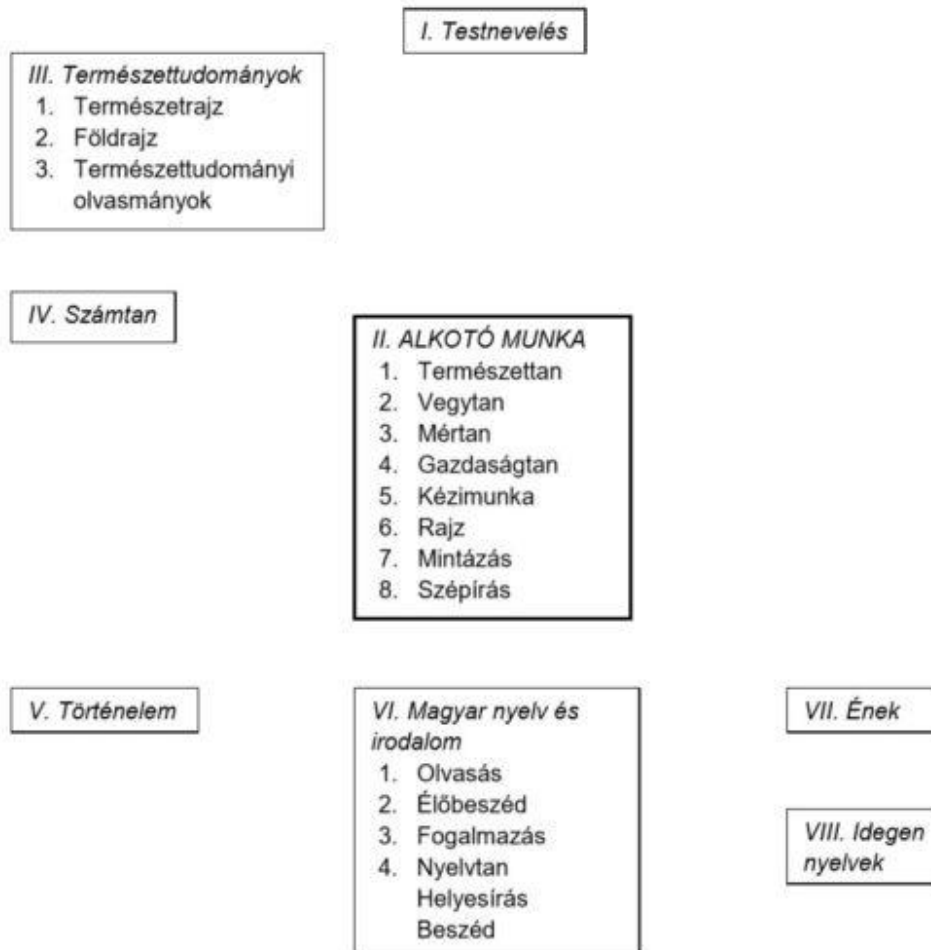 I. Testnevelés
III. Természettudományok
1. Természetrajz
2. Földrajz
3. Természettudományi
olvasmányok
IV. Számtan
II. ALKOTÓ MUNKA
1. Természettan
2. Vegytan
3. Mértan
4. Gazdaságtan
5. Kézimunka
6. Rajz
7. Mintázás
8. Szépírás
V. Történelem
VI. Magyar nyelv és
irodalom
1. Olvasás
2. Élőbeszéd
3. Fogalmazás
4. Nyelvtan
Helyesírás
Beszéd
VII. Ének
VIII. Idegen
nyelvek